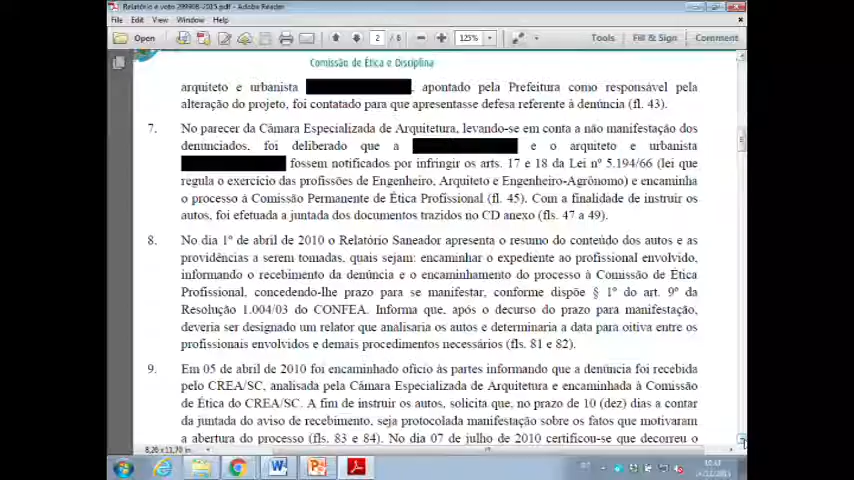 Relatório e voto 299908-2015.pdf - Adobe Reader
File Edit View Window Help
Open 2 / 8 125% Tools Fill & Sign Comment
Comissão de Ética e Disciplina
arquiteto e urbanista , apontado pela Prefeitura como responsável pela
alteração do projeto, foi contatado para que apresentasse defesa referente à denúncia (fl. 43).
7. No parecer da Câmara Especializada de Arquitetura, levando-se em conta a não manifestação dos
denunciados, foi deliberado que a e o arquiteto e urbanista
fossem notificados por infringir os arts. 17 e 18 da Lei nº 5.194/66 (lei que
regula o exercício das profissões de Engenheiro, Arquiteto e Engenheiro-Agrônomo) e encaminha
o processo à Comissão Permanente de Ética Profissional (fl. 45). Com a finalidade de instruir os
autos, foi efetuada a juntada dos documentos trazidos no CD anexo (fls. 47 a 49).
8. No dia 1º de abril de 2010 o Relatório Saneador apresenta o resumo do conteúdo dos autos e as
providências a serem tomadas, quais sejam: encaminhar o expediente ao profissional envolvido,
informando o recebimento da denúncia e o encaminhamento do processo à Comissão de Ética
Profissional, concedendo-lhe prazo para se manifestar, conforme dispõe § 1º do art. 9º da
Resolução 1.004/03 do CONFEA. Informa que, após o decurso do prazo para manifestação,
deveria ser designado um relator que analisaria os autos e determinaria a data para oitiva entre os
profissionais envolvidos e demais procedimentos necessários (fls. 81 e 82).
9. Em 05 de abril de 2010 foi encaminhado ofício às partes informando que a denúncia foi recebida
pelo CREA/SC, analisada pela Câmara Especializada de Arquitetura e encaminhada à Comissão
de Ética do CREA/SC. A fim de instruir os autos, solicita que, no prazo de 10 (dez) dias a contar
da juntada do aviso de recebimento, seja protocolada manifestação sobre os fatos que motivaram
a abertura do processo (fls. 83 e 84). No dia 07 de julho de 2010 certificou-se que decorreu o
8,26 x 11,70 in